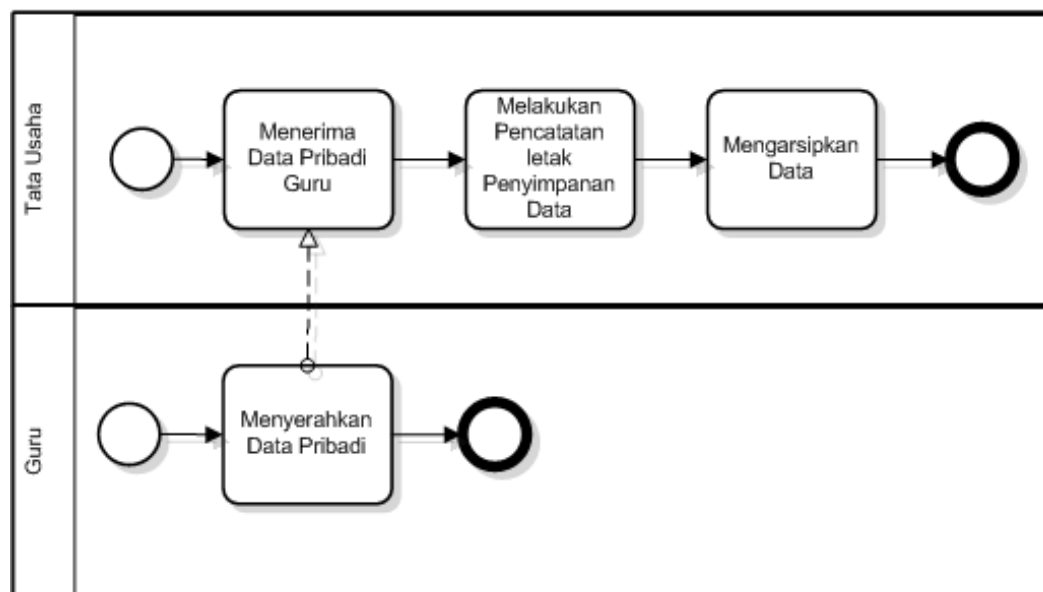 Tata Usaha
Menerima
Data Pribadi
Guru
Melakukan
Pencatatan
letak
Penyimpanan
Data
Mengarsipkan
Data
Guru
Menyerahkan
Data Pribadi